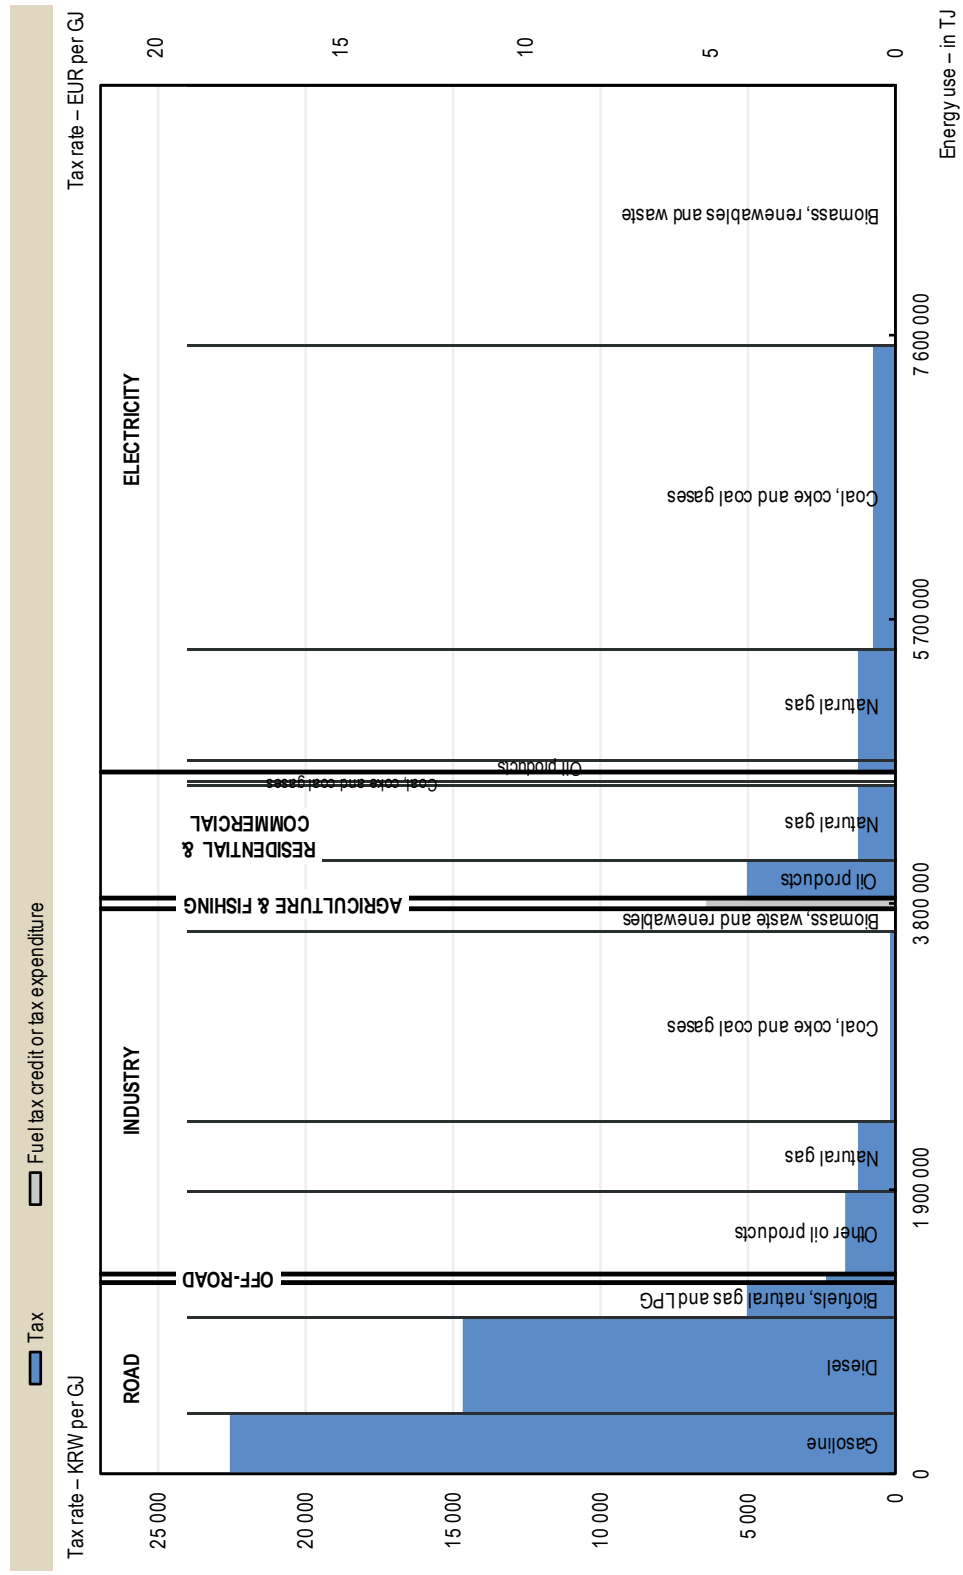 Tax
Fuel tax credit or tax expenditure
Tax rate – KRW per GJ
Tax rate – EUR per GJ
25 000
20 000
15 000
10 000
5 000
0
20
15
10
5
0
ROAD
OFF-ROAD
INDUSTRY
AGRICULTURE & FISHING
RESIDENTIAL &
COMMERCIAL
ELECTRICITY
Gasoline
Diesel
Biofuels, natural gas and LPG
Other oil products
Natural gas
Coal, coke and coal gases
Biomass, waste and renewables
Oil products
Natural gas
Coal, coke and coal gases
Oil products
Natural gas
Coal, coke and coal gases
Biomass, renewables and waste
0
1 900 000
3 800 000
5 700 000
7 600 000
Energy use – in TJ